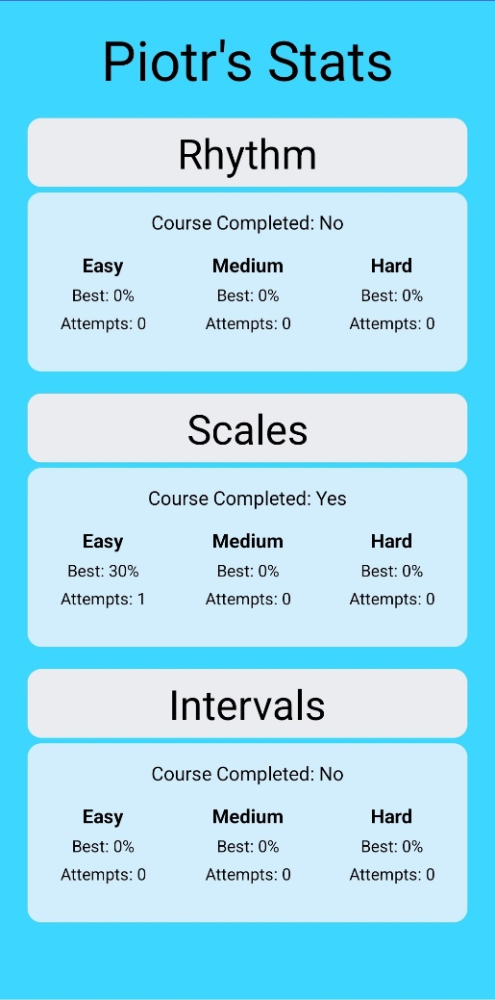 Piotr's Stats
Rhythm
Course Completed: No
Easy Medium Hard
Best: 0% Best: 0% Best: 0%
Attempts: 0 Attempts: 0 Attempts: 0
Scales
Course Completed: Yes
Easy Medium Hard
Best: 30% Best: 0% Best: 0%
Attempts: 1 Attempts: 0 Attempts: 0
Intervals
Course Completed: No
Easy Medium Hard
Best: 0% Best: 0% Best: 0%
Attempts: 0 Attempts: 0 Attempts: 0